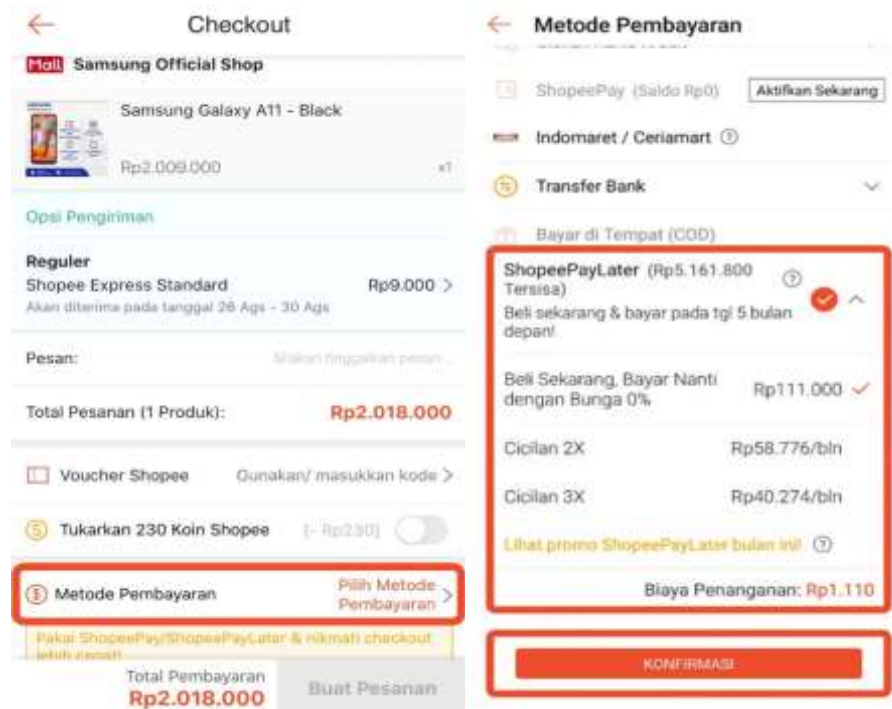 Checkout
Mall Samsung Official Shop
Samsung Galaxy A11 - Black
Rp2.009.000 x1
Opsi Pengiriman
Reguler
Shopee Express Standard Rp9.000 >
Akan diterima pada tanggal 26 Ags - 30 Ags
Pesan:
Total Pesanan (1 Produk): Rp2.018.000
Voucher Shopee Gunakan/ masukkan kode >
Tukarkan 230 Koin Shopee [- Rp230]
Metode Pembayaran Pilih Metode
Pembayaran >
Pakai ShopeePay/ShopeePayLater & nikmati checkout
lebih cepat!
Total Pembayaran
Rp2.018.000
Buat Pesanan
Metode Pembayaran
ShopeePay (Saldo Rp0) Aktifkan Sekarang
Indomaret / Ceriamart
Transfer Bank
Bayar di Tempat (COD)
ShopeePayLater (Rp5.161.800
Tersisa)
Beli sekarang & bayar pada tgl 5 bulan
depan!
Beli Sekarang, Bayar Nanti
dengan Bunga 0% Rp111.000
Cicilan 2X Rp58.776/bln
Cicilan 3X Rp40.274/bln
Lihat promo ShopeePayLater bulan ini!
Biaya Penanganan: Rp1.110
KONFIRMASI